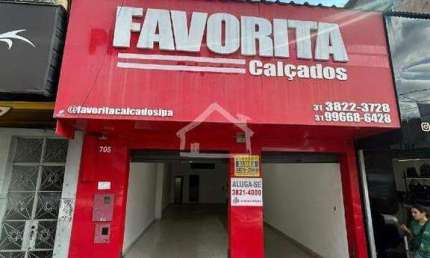 FAVORITA
Calçados
31 3822-3728
31 99668-6428
@favoritacalcadosipa
705
ALUGA-SE
3821-4000